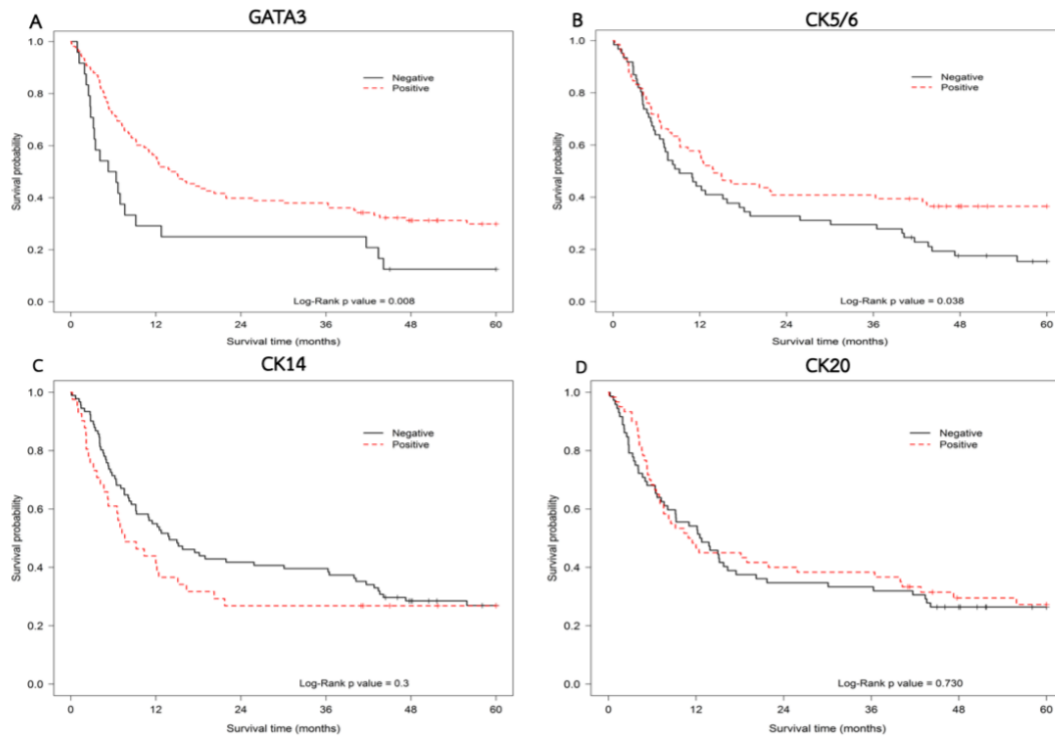 A
GATA3
Survival probability
1.0
0.8
0.6
0.4
0.2
0.0
Negative
Positive
Log-Rank p value = 0.008
0 12 24 36 48 60
Survival time (months)
B
CK5/6
Survival probability
1.0
0.8
0.6
0.4
0.2
0.0
Negative
Positive
Log-Rank p value = 0.038
0 12 24 36 48 60
Survival time (months)
C
CK14
Survival probability
1.0
0.8
0.6
0.4
0.2
0.0
Negative
Positive
Log-Rank p value = 0.3
0 12 24 36 48 60
Survival time (months)
D
CK20
Survival probability
1.0
0.8
0.6
0.4
0.2
0.0
Negative
Positive
Log-Rank p value = 0.730
0 12 24 36 48 60
Survival time (months)